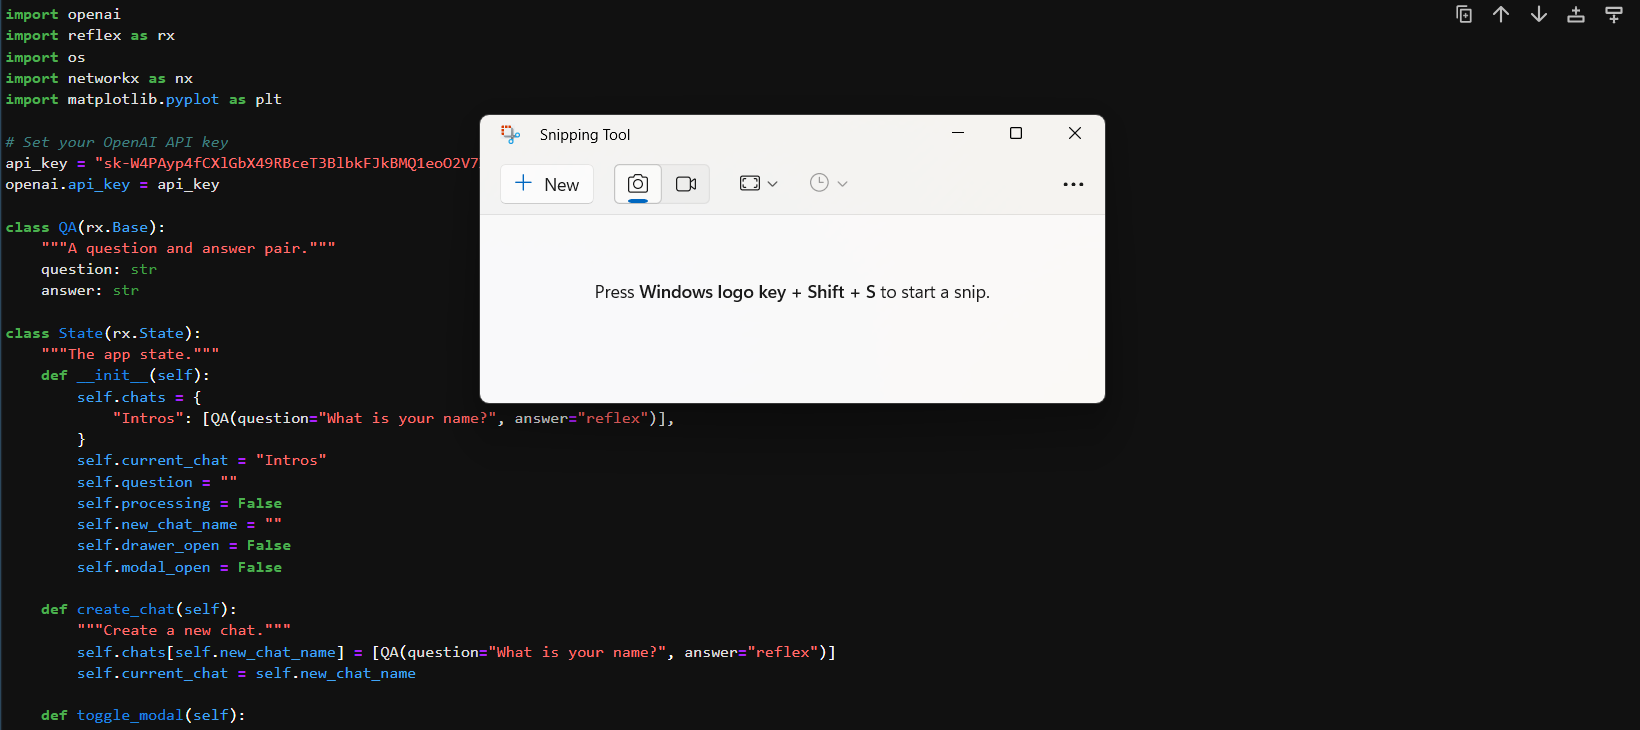 import openai
import reflex as rx
import os
import networkx as nx
import matplotlib.pyplot as plt
# Set your OpenAI API key
api_key = "sk-W4PAyp4fCXlGbX49RBceT3BlbkFJkBMQ1eoO2V7
openai.api_key = api_key
class QA(rx.Base):
"""A question and answer pair."""
question: str
answer: str
class State(rx.State):
"""The app state."""
def __init__(self):
self.chats = {
"Intros": [QA(question="What is your name?", answer="reflex")],
}
self.current_chat = "Intros"
self.question = ""
self.processing = False
self.new_chat_name = ""
self.drawer_open = False
self.modal_open = False
def create_chat(self):
"""Create a new chat."""
self.chats[self.new_chat_name] = [QA(question="What is your name?", answer="reflex")]
self.current_chat = self.new_chat_name
def toggle_modal(self):
Snipping Tool
New
Press Windows logo key + Shift + S to start a snip.